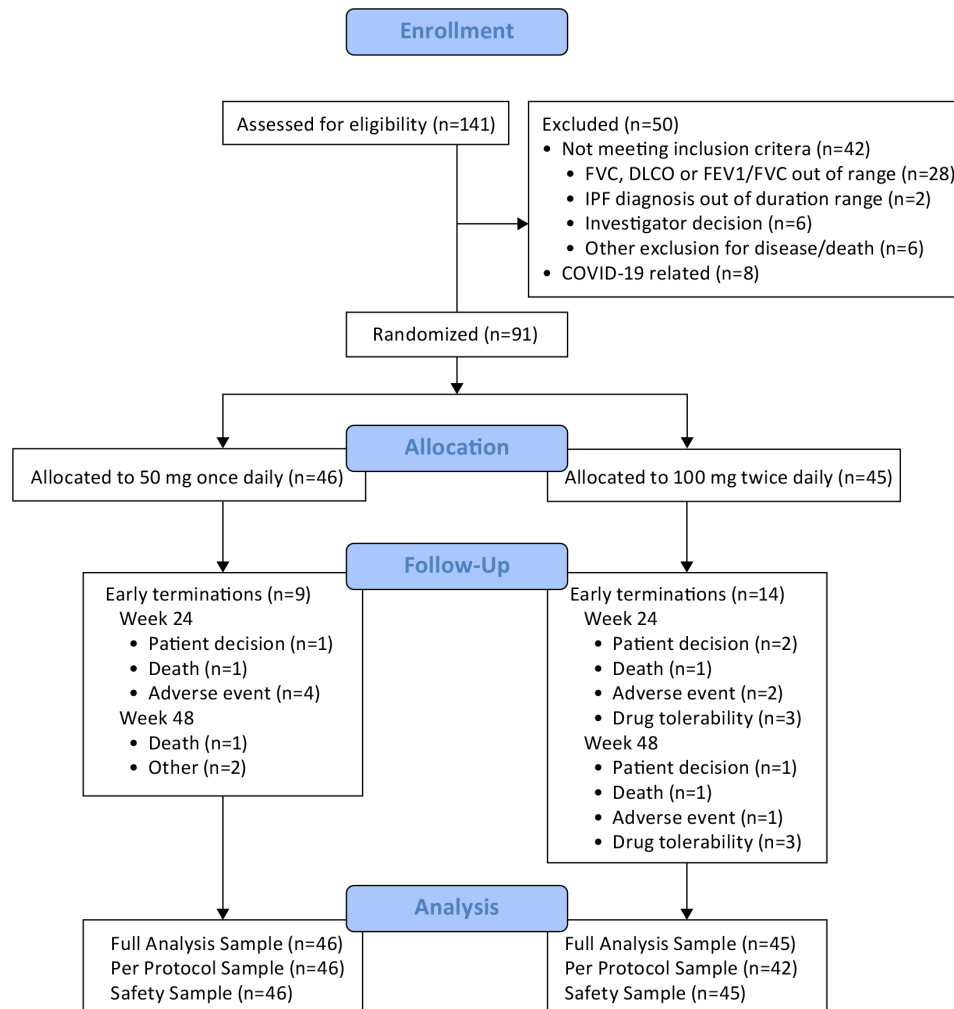 Enrollment
Assessed for eligibility (n=141)
Excluded (n=50)
• Not meeting inclusion critera (n=42)
• FVC, DLCO or FEV1/FVC out of range (n=28)
• IPF diagnosis out of duration range (n=2)
• Investigator decision (n=6)
• Other exclusion for disease/death (n=6)
• COVID-19 related (n=8)
Randomized (n=91)
Allocation
Allocated to 50 mg once daily (n=46)
Allocated to 100 mg twice daily (n=45)
Follow-Up
Early terminations (n=9)
Week 24
• Patient decision (n=1)
• Death (n=1)
• Adverse event (n=4)
Week 48
• Death (n=1)
• Other (n=2)
Early terminations (n=14)
Week 24
• Patient decision (n=2)
• Death (n=1)
• Adverse event (n=2)
• Drug tolerability (n=3)
Week 48
• Patient decision (n=1)
• Death (n=1)
• Adverse event (n=1)
• Drug tolerability (n=3)
Analysis
Full Analysis Sample (n=46)
Per Protocol Sample (n=46)
Safety Sample (n=46)
Full Analysis Sample (n=45)
Per Protocol Sample (n=42)
Safety Sample (n=45)